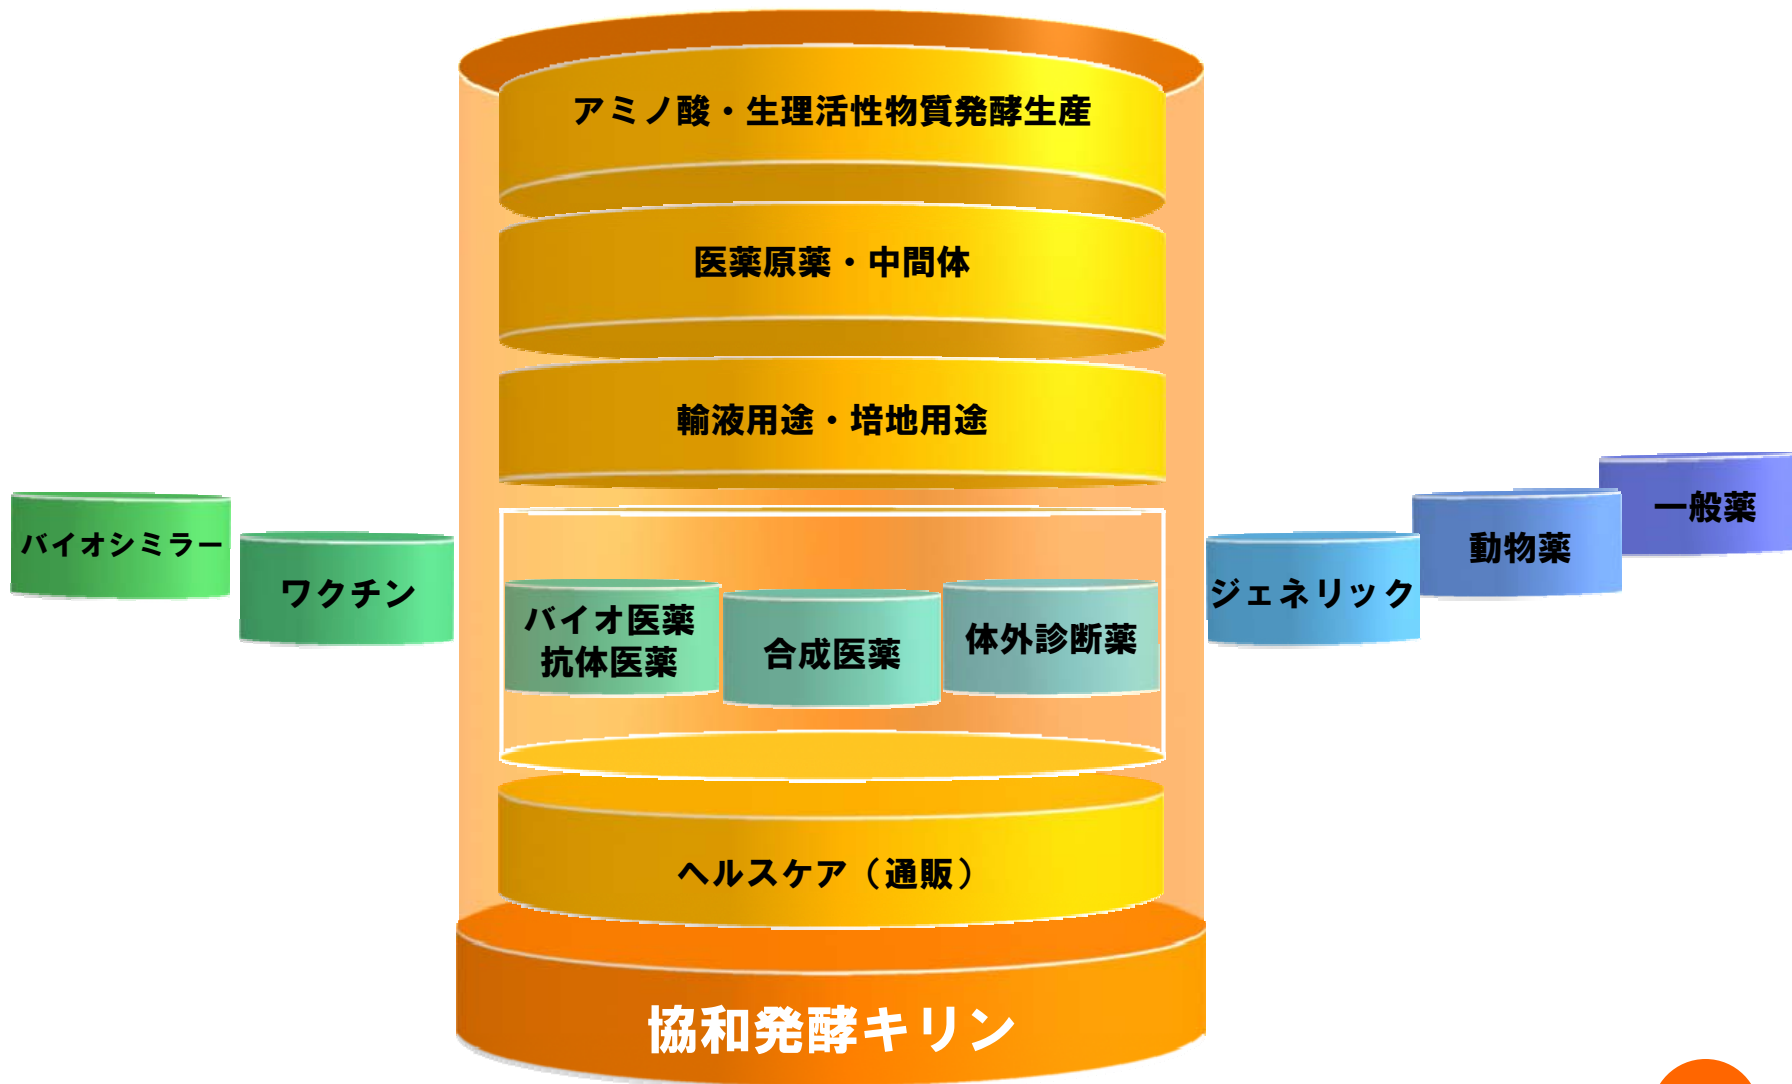 アミノ酸・生理活性物質発酵生産
医薬原薬・中間体
輸液用途・培地用途
バイオシミラー
ワクチン
バイオ医薬
抗体医薬
合成医薬
体外診断薬
ジェネリック
動物薬
一般薬
ヘルスケア（通販）
協和発酵キリン